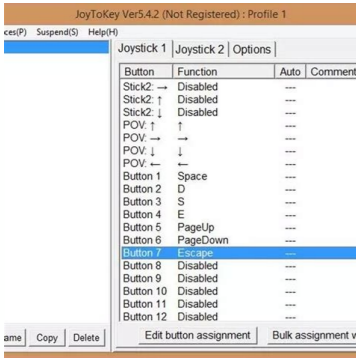 JoyToKey Ver5.4.2 (Not Registered) : Profile 1
ces(P) Suspend(S) Help(H)
Joystick 1 Joystick 2 Options
Button Function Auto Comment
Stick2: → Disabled ---
Stick2: ↑ Disabled ---
Stick2: ↓ Disabled ---
POV: ↑ ↑ ---
POV: → → ---
POV: ↓ ↓ ---
POV: ← ← ---
Button 1 Space ---
Button 2 D ---
Button 3 S ---
Button 4 E ---
Button 5 PageUp ---
Button 6 PageDown ---
Button 7 Escape ---
Button 8 Disabled ---
Button 9 Disabled ---
Button 10 Disabled ---
Button 11 Disabled ---
Button 12 Disabled ---
ame Copy Delete Edit button assignment Bulk assignment w